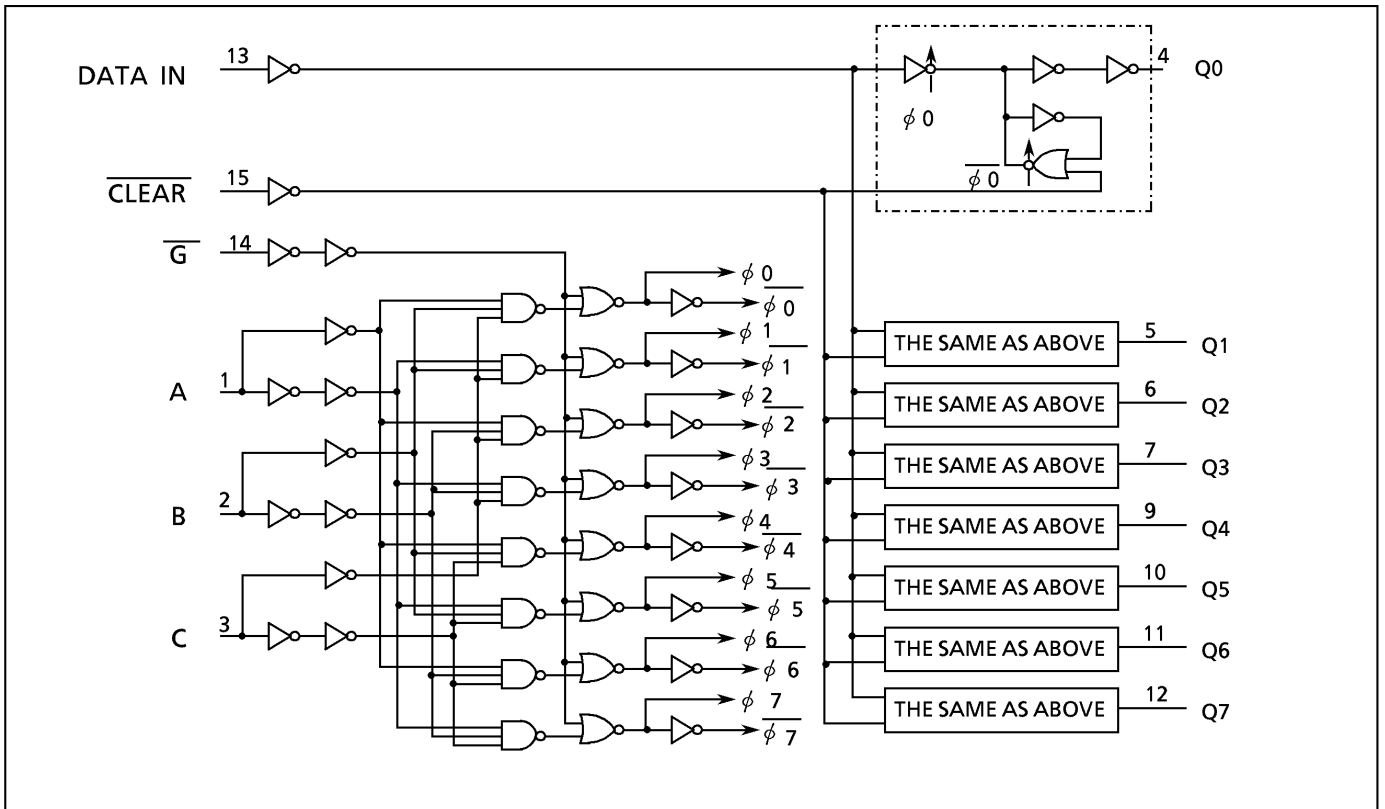 DATA IN 13 4 Q0
ϕ 0
CLEAR 15 ϕ 0
G 14
ϕ 0
ϕ 0
ϕ 1
A 1 ϕ 1
THE SAME AS ABOVE 5 Q1
ϕ 2
ϕ 2
THE SAME AS ABOVE 6 Q2
ϕ 3
ϕ 3
THE SAME AS ABOVE 7 Q3
B 2
ϕ 4
ϕ 4
THE SAME AS ABOVE 9 Q4
ϕ 5
ϕ 5
THE SAME AS ABOVE 10 Q5
C 3
ϕ 6
ϕ 6
THE SAME AS ABOVE 11 Q6
ϕ 7
ϕ 7
THE SAME AS ABOVE 12 Q7